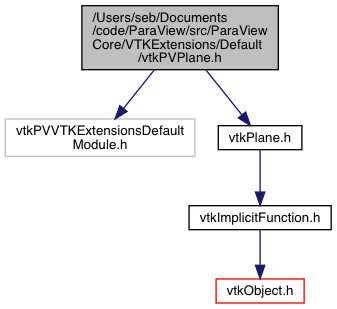 /Users/seb/Documents
/code/ParaView/src/ParaView
Core/VTKExtensions/Default
/vtkPVPlane.h
vtkPVVTKExtensionsDefault
Module.h
vtkPlane.h
vtkImplicitFunction.h
vtkObject.h